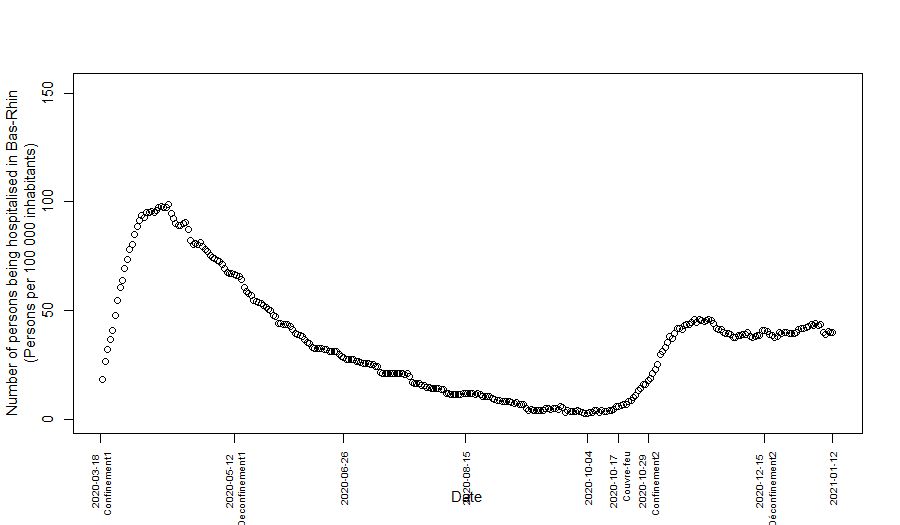 Number of persons being hospitalised in Bas-Rhin
(Persons per 100 000 inhabitants)
150
100
50
0
2020-03-18
Confinement1
2020-05-12
Deconfinement1
2020-06-26
2020-08-15
2020-10-04
2020-10-17
Couvre-feu
2020-10-29
Confinement2
2020-12-15
Déconfinement2
2021-01-12
Date